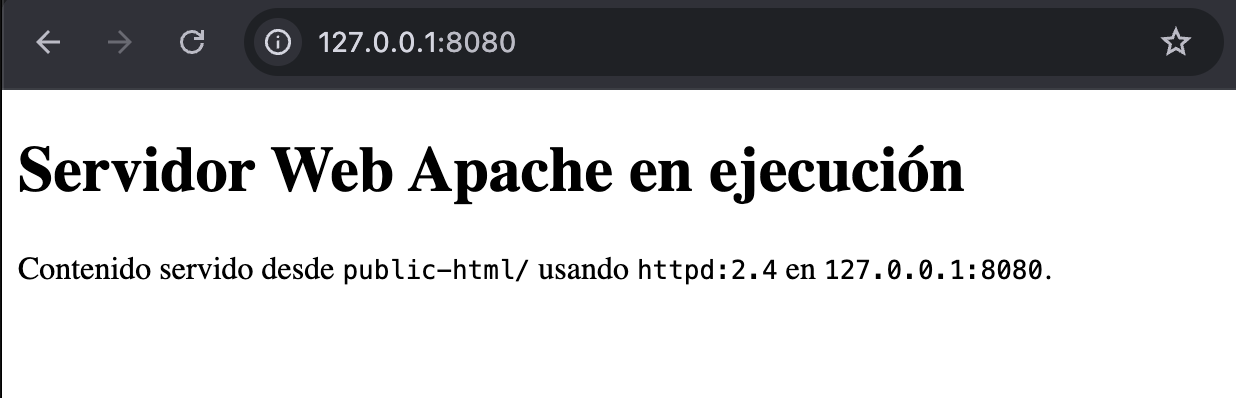 127.0.0.1:8080
Servidor Web Apache en ejecución
Contenido servido desde public-html/ usando httpd:2.4 en 127.0.0.1:8080.